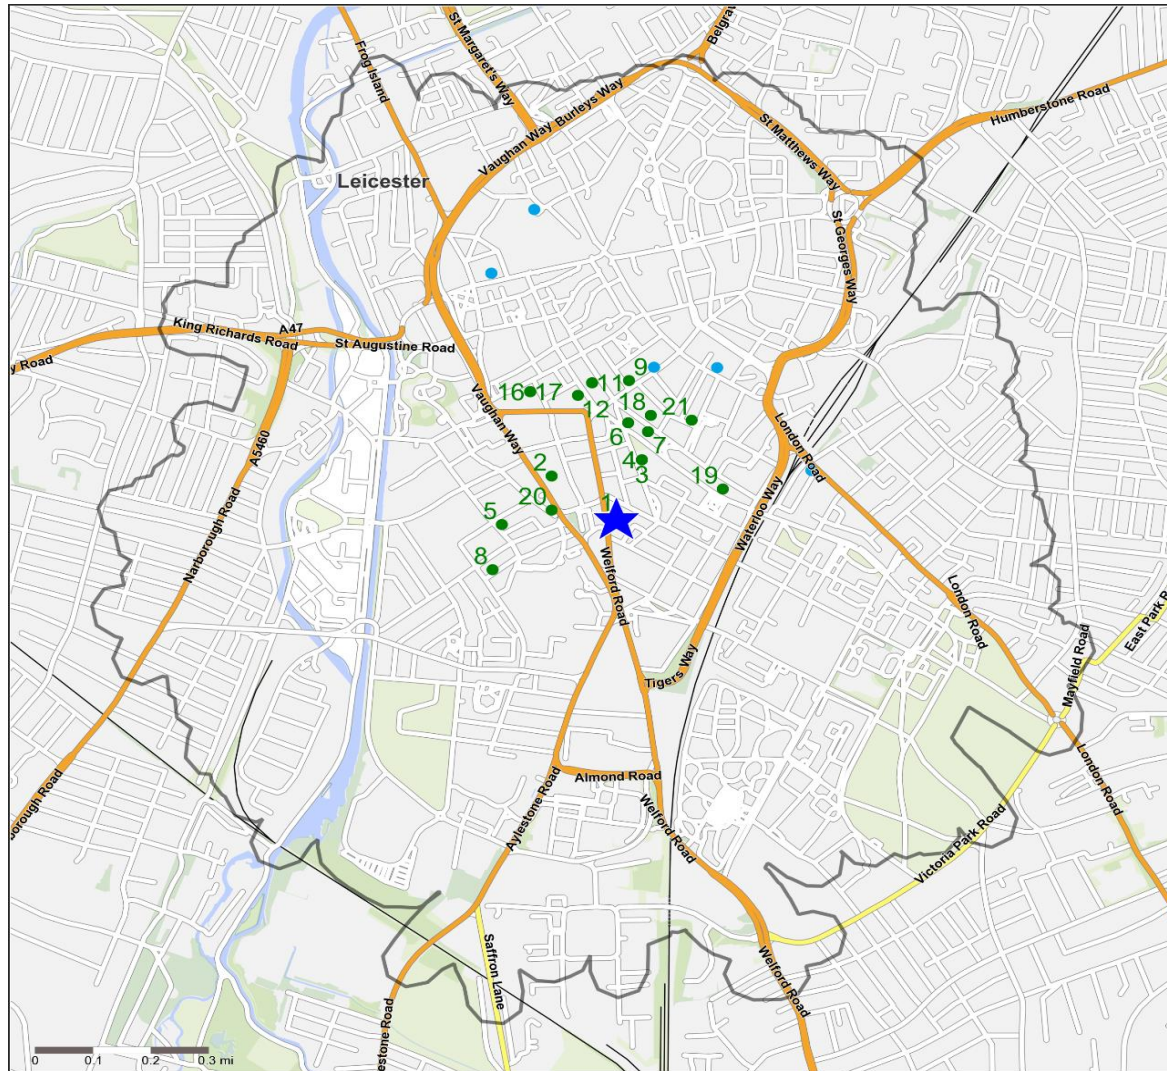 Belgrav
St Margaret's Way
Frog Island
Vaughan Way
Burleys Way
Humberstone Road
St Matthews Way
Leicester
St Georges Way
King Richards Road
A47
St Augustine Road
y Road
A5460
Vaughan Way
16
17
11
9
12
18
21
6
7
4
3
2
20
1
19
5
8
London Road
Waterloo Way
Narborough Road
Welford Road
London Road
East Park R
Mayfield Road
Tigers Way
Almond Road
London Road
borough Road
Aylestone Road
Welford Road
Victoria Park Road
Saffron Lane
Welford Road
estone Road
0 0.1 0.2 0.3 mi